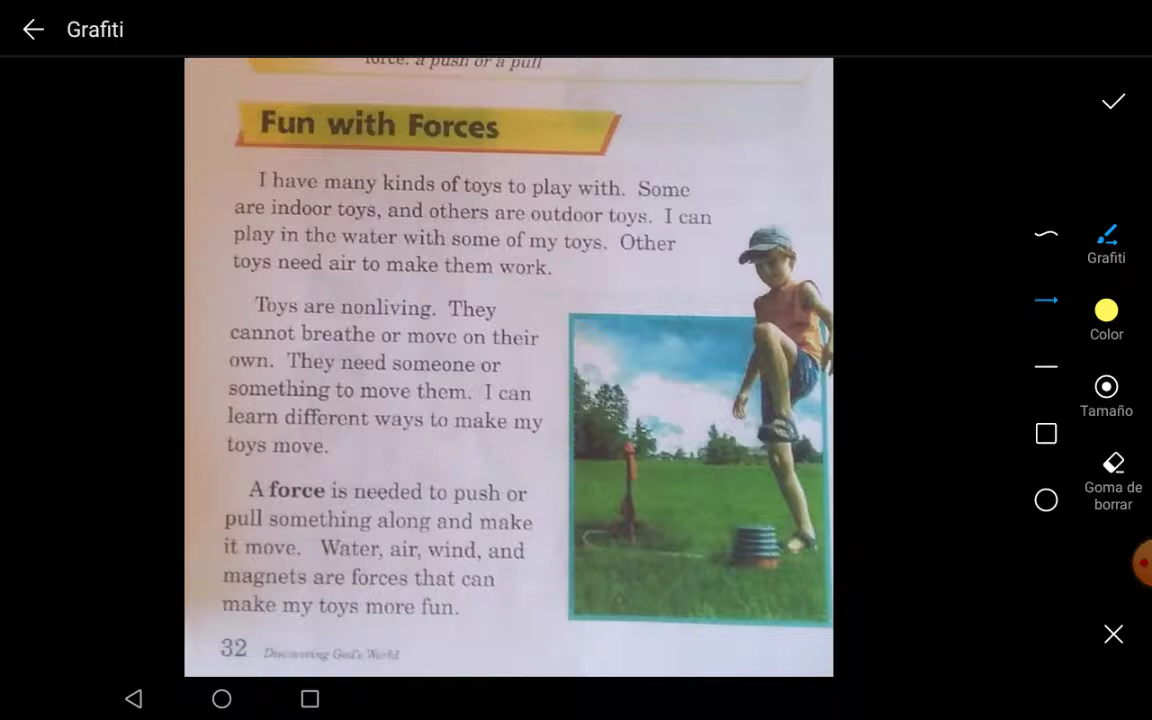 Grafiti
force: a push or a pull
Fun with Forces
I have many kinds of toys to play with. Some
are indoor toys, and others are outdoor toys. I can
play in the water with some of my toys. Other
toys need air to make them work.
Toys are nonliving. They
cannot breathe or move on their
own. They need someone or
something to move them. I can
learn different ways to make my
toys move.
A force is needed to push or
pull something along and make
it move. Water, air, wind, and
magnets are forces that can
make my toys more fun.
32 Discovering God's World
Grafiti
Color
Tamaño
Goma de
borrar